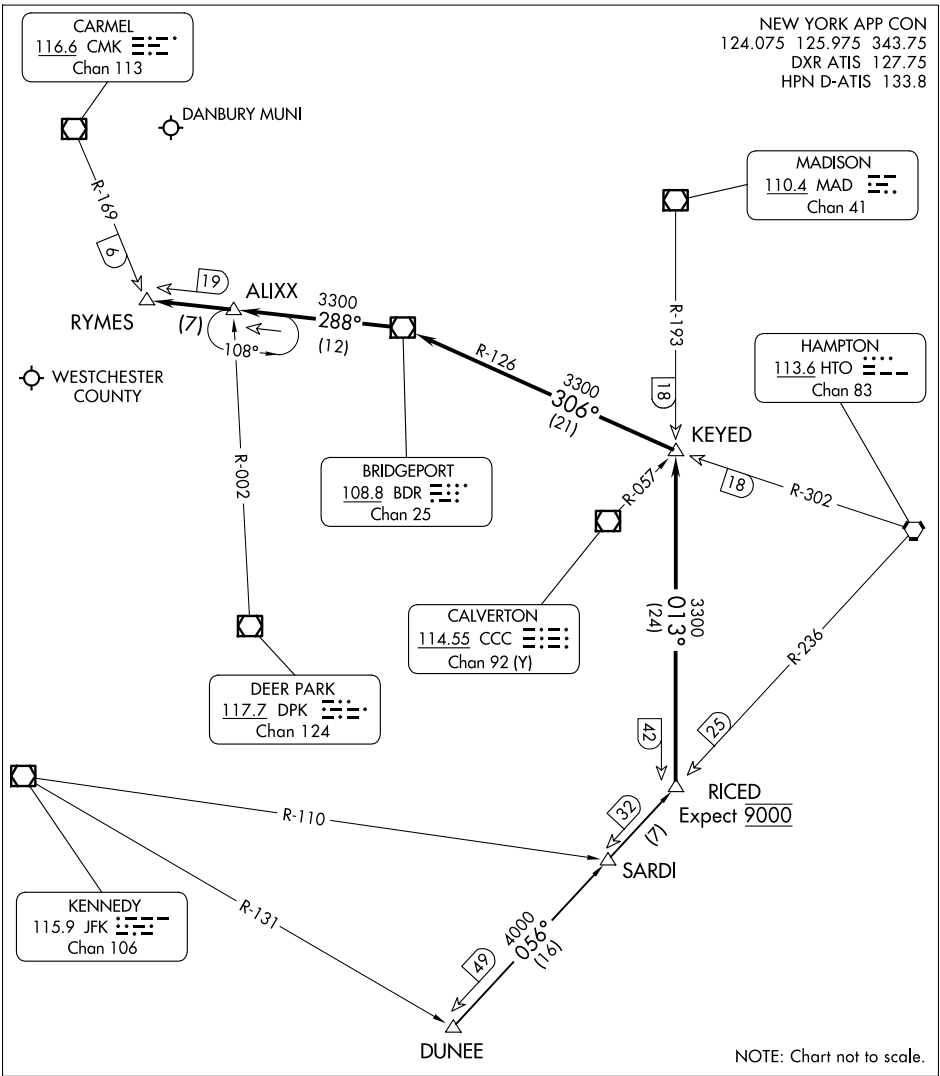 CARMEL
116.6 CMK
Chan 113
NEW YORK APP CON
124.075 125.975 343.75
DXR ATIS 127.75
HPN D-ATIS 133.8
DANBURY MUNI
MADISON
110.4 MAD
Chan 41
R-169
6
19
ALIXX
RYMES
(7)
3300
288°
(12)
108°
R-126
3300
306°
(21)
R-193
18
HAMPTON
113.6 HTO
Chan 83
WESTCHESTER
COUNTY
KEYED
R-002
BRIDGEPORT
108.8 BDR
Chan 25
R-057
18
R-302
CALVERTON
114.55 CCC
Chan 92 (Y)
3300
013°
(24)
R-236
DEER PARK
117.7 DPK
Chan 124
42
25
RICED
Expect 9000
R-110
32
(7)
SARDI
KENNEDY
115.9 JFK
Chan 106
R-131
4000
056°
(16)
49
DUNEE
NOTE: Chart not to scale.